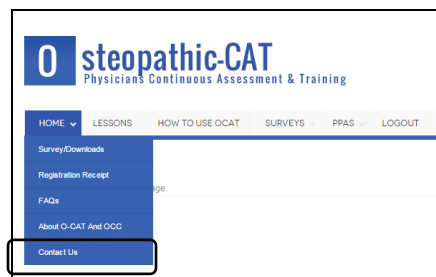 Osteopathic-CAT
Physicians Continuous Assessment & Training
HOME LESSONS HOW TO USE OCAT SURVEYS PPAS LOGOUT
Survey/Downloads
Registration Receipt
ge.
FAQs
About O-CAT And OCC
Contact Us